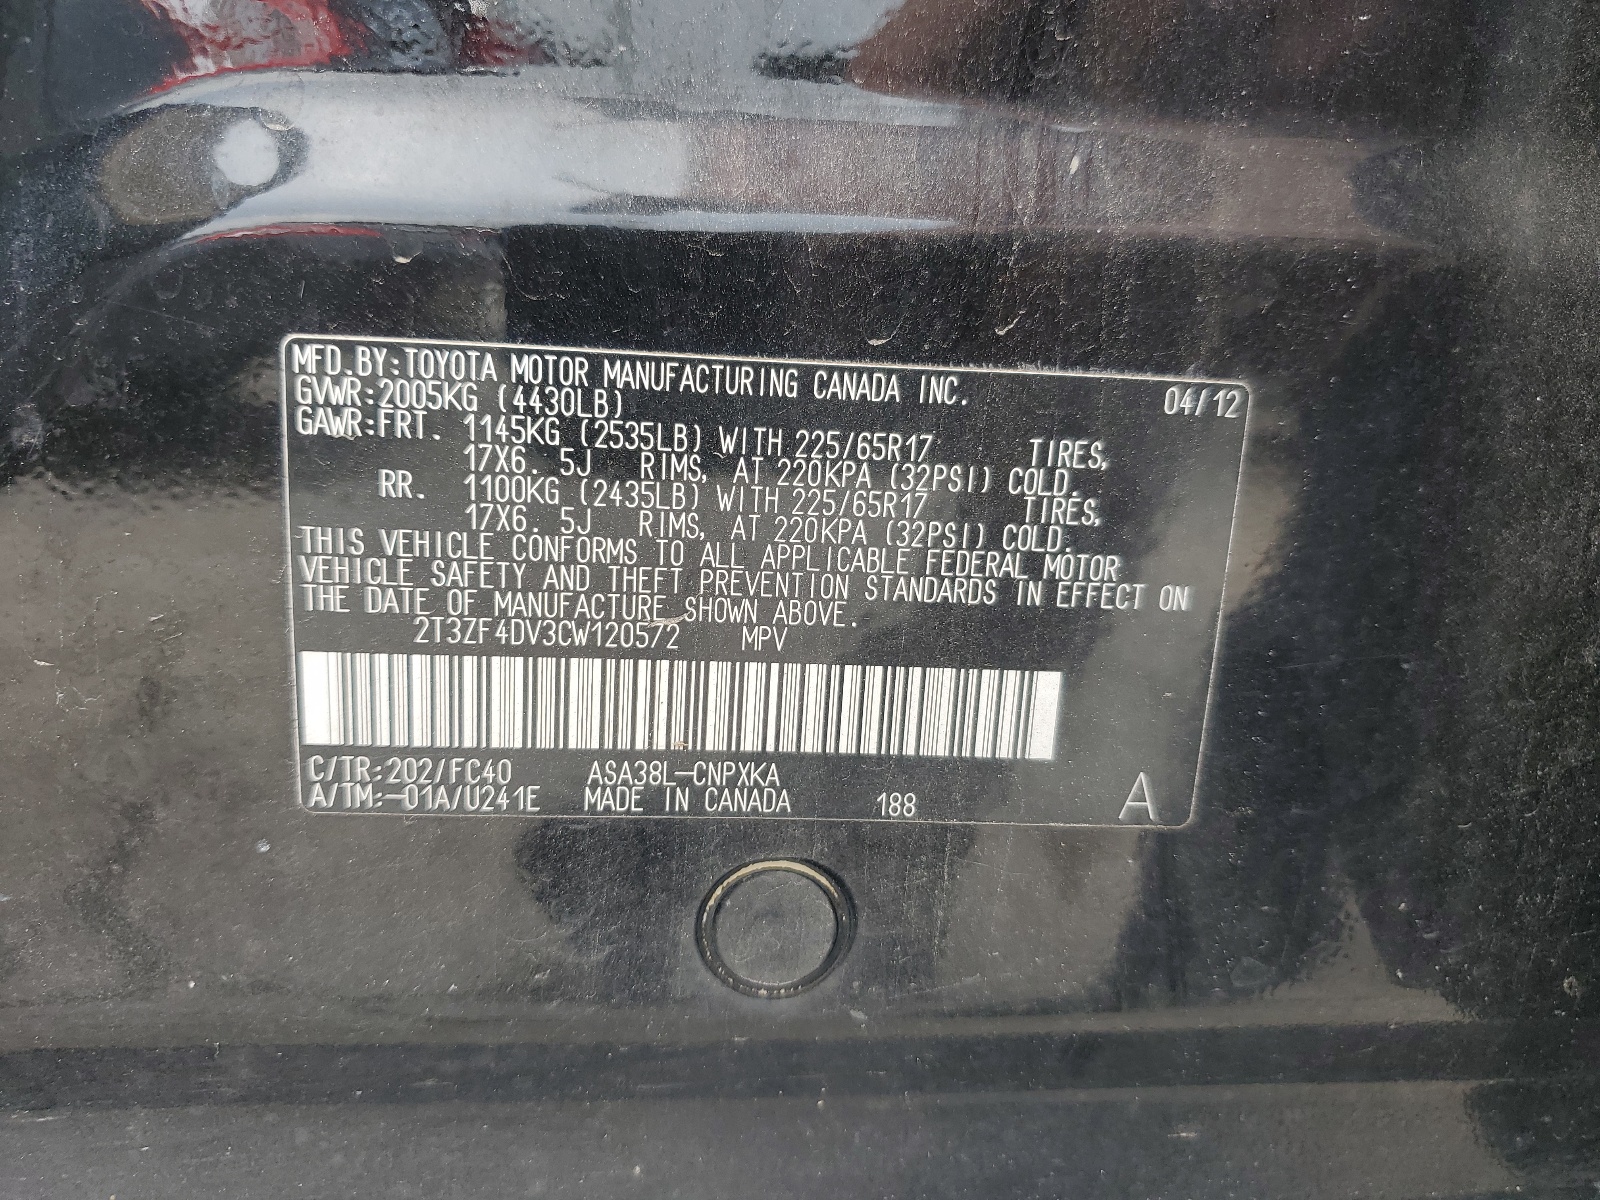 MFD.BY:TOYOTA MOTOR MANUFACTURING CANADA INC. 04/12
GVWR:2005KG (4430LB)
GAWR:FRT. 1145KG (2535LB) WITH 225/65R17 TIRES,
17X6.5J RIMS, AT 220KPA (32PSI) COLD.
RR. 1100KG (2435LB) WITH 225/65R17 TIRES,
17X6.5J RIMS, AT 220KPA (32PSI) COLD.
THIS VEHICLE CONFORMS TO ALL APPLICABLE FEDERAL MOTOR
VEHICLE SAFETY AND THEFT PREVENTION STANDARDS IN EFFECT ON
THE DATE OF MANUFACTURE SHOWN ABOVE.
2T3ZF4DV3CW120572 MPV
C/TR:202/FC40 ASA38L-CNPXKA
A/TM:-01A/U241E MADE IN CANADA 188 A